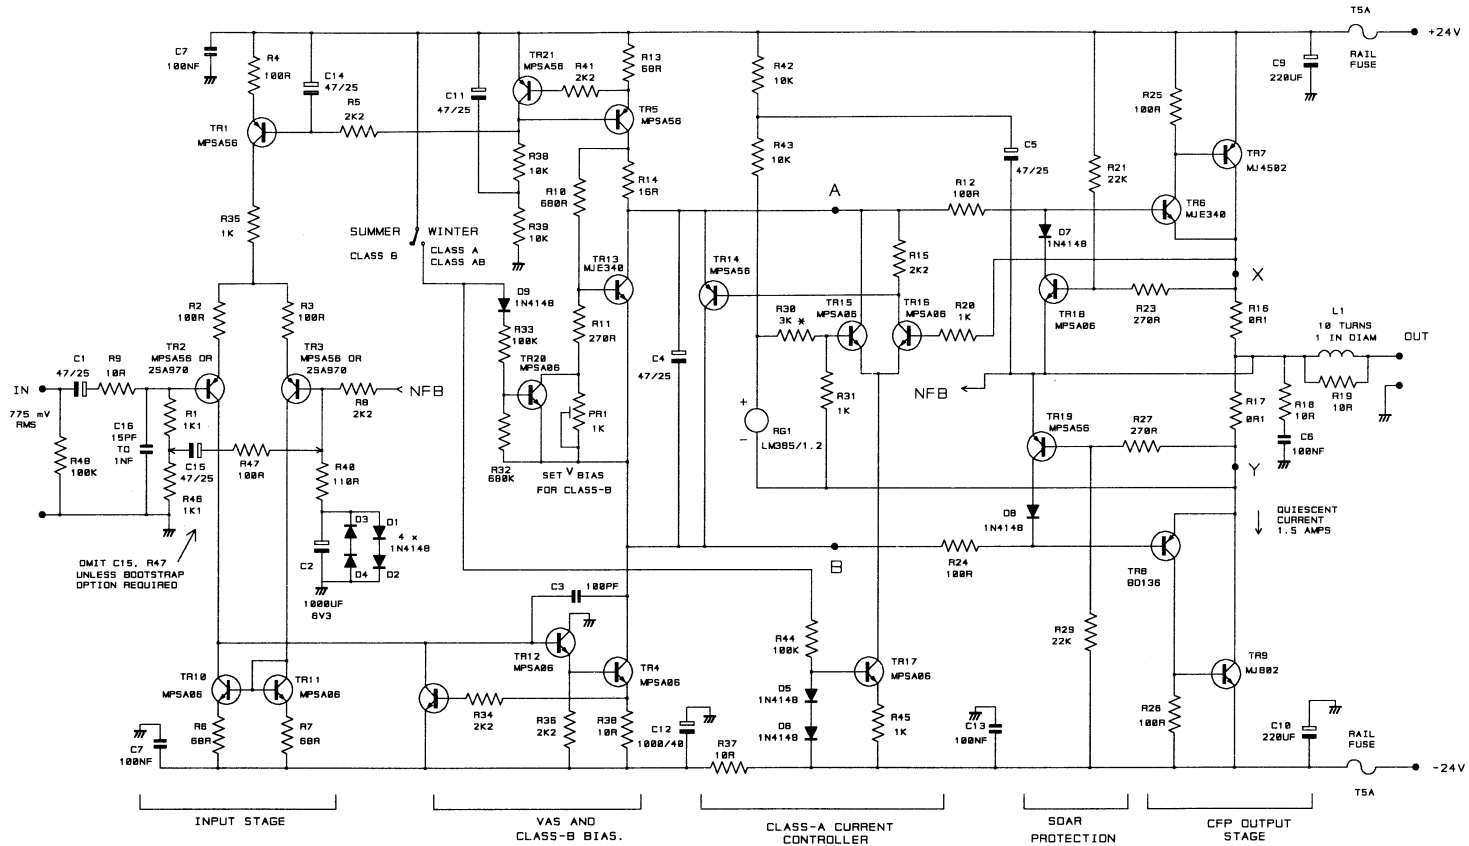 T5A
+24V
RAIL
FUSE
C7
100NF
R4
100R
C14
47/25
R5
2K2
TR1
MPSA56
C11
47/25
TR21
MPSA56
R41
2K2
R13
68R
TR5
MPSA56
R42
10K
R43
10K
C5
47/25
R25
100R
C9
220UF
TR7
MJ4502
R21
22K
R38
10K
R10
680R
R14
16R
R39
10K
A
R12
100R
TR6
MJE340
R35
1K
SUMMER
WINTER
CLASS B
CLASS A
CLASS AB
D7
1N4148
TR13
MJE340
TR14
MPSA56
R15
2K2
X
R2
100R
R3
100R
D9
1N4148
R33
100K
R11
270R
R30
3K *
TR15
MPSA06
TR16
MPSA06
R20
1K
TR18
MPSA06
R23
270R
R16
0R1
L1
10 TURNS
1 IN DIAM
OUT
TR2
MPSA56 OR
2SA970
TR3
MPSA56 OR
2SA970
C1
47/25
R9
10R
IN
775 mV
RMS
R8
2K2
NFB
TR20
MPSA06
C4
47/25
R31
1K
NFB
R19
10R
R18
10R
R17
0R1
R1
1K1
C16
15PF
TO
1NF
PR1
1K
+
RG1
LM385/1.2
-
TR19
MPSA56
R27
270R
C6
100NF
R48
100K
C15
47/25
R47
100R
R40
110R
R32
680K
SET V BIAS
FOR CLASS-B
Y
R46
1K1
D3
D1
4 x
1N4148
D4
D2
C2
1000UF
6V3
D8
1N4148
QUIESCENT
CURRENT
1.5 AMPS
OMIT C15, R47
UNLESS BOOTSTRAP
OPTION REQUIRED
B
R24
100R
TR8
BD136
C3
100PF
R44
100K
R29
22K
TR12
MPSA06
TR4
MPSA06
TR17
MPSA06
TR9
MJ802
TR10
MPSA06
TR11
MPSA06
D5
1N4148
D6
1N4148
R6
68R
R7
68R
R34
2K2
R36
2K2
R38
10R
C12
1000/40
R37
10R
R45
1K
C13
100NF
R26
100R
C10
220UF
RAIL
FUSE
C7
100NF
-24V
T5A
INPUT STAGE
VAS AND
CLASS-B BIAS.
CLASS-A CURRENT
CONTROLLER
SOAR
PROTECTION
CFP OUTPUT
STAGE